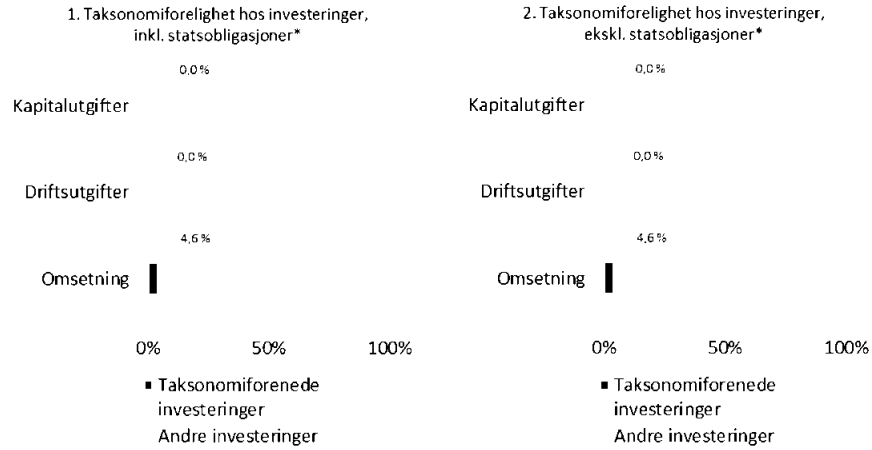 1. Taksonomiforelighet hos investeringer,
inkl. statsobligasjoner*
0,0%
Kapitalutgifter
0,0%
Driftsutgifter
4,6%
Omsetning
0% 50% 100%
Taksonomiforenede
investeringer
Andre investeringer
2. Taksonomiforelighet hos investeringer,
ekskl. statsobligasjoner*
0,0%
Kapitalutgifter
0,0%
Driftsutgifter
4,6%
Omsetning
0% 50% 100%
Taksonomiforenede
investeringer
Andre investeringer